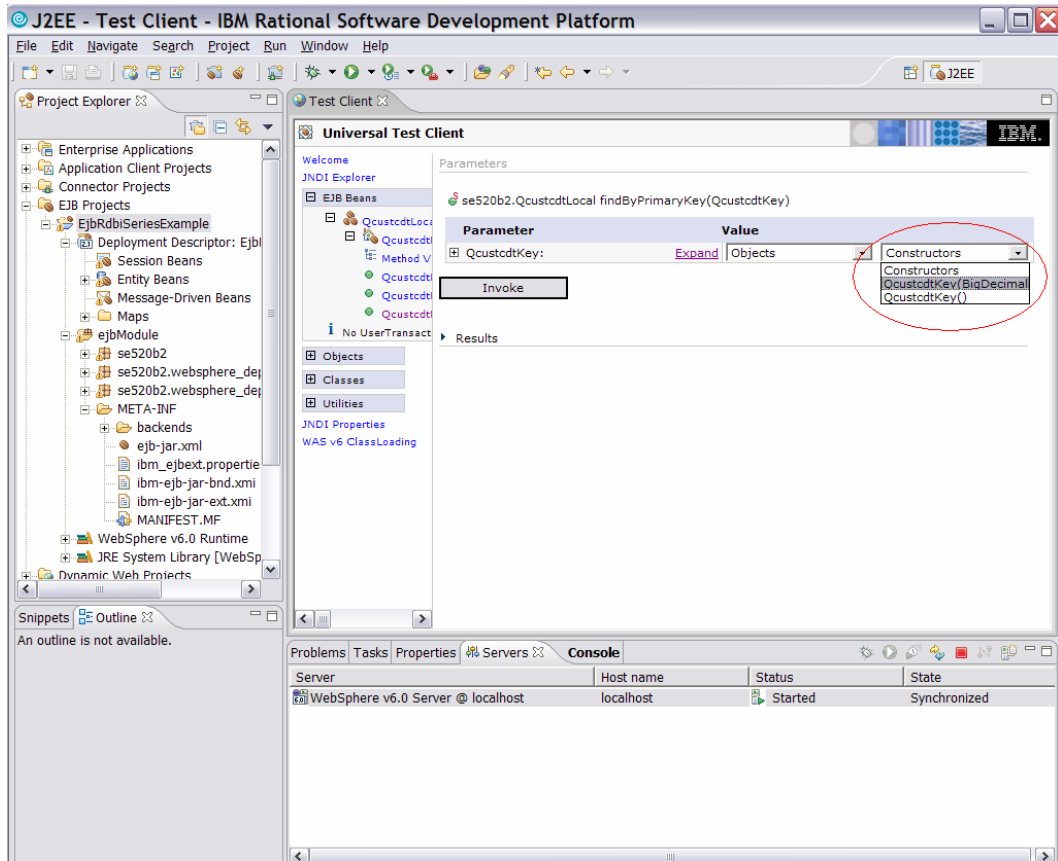 J2EE - Test Client - IBM Rational Software Development Platform
File Edit Navigate Search Project Run Window Help
J2EE
Project Explorer
Enterprise Applications
Application Client Projects
Connector Projects
EJB Projects
EjbRdbiSeriesExample
Deployment Descriptor: Ejbl
Session Beans
Entity Beans
Message-Driven Beans
Maps
ejbModule
se520b2
se520b2.websphere_dep
se520b2.websphere_dep
META-INF
backends
ejb-jar.xml
ibm_ejbext.propertie
ibm-ejb-jar-bnd.xmi
ibm-ejb-jar-ext.xmi
MANIFEST.MF
WebSphere v6.0 Runtime
JRE System Library [WebSp
Dynamic Web Projects
Snippets Outline
An outline is not available.
Test Client
Universal Test Client
IBM.
Welcome
JNDI Explorer
EJB Beans
QcustcdtLoca
Qcustcdtl
Method V
Qcustcdtl
Qcustcdtl
Qcustcdtl
No UserTransact
Objects
Classes
Utilities
JNDI Properties
WAS v6 ClassLoading
Parameters
se520b2.QcustcdtLocal findByPrimaryKey(QcustcdtKey)
Parameter Value
QcustcdtKey: Expand Objects Constructors
Constructors
QcustcdtKey(BigDecimal
QcustcdtKey()
Invoke
Results
Problems Tasks Properties Servers Console
Server Host name Status State
WebSphere v6.0 Server @ localhost localhost Started Synchronized